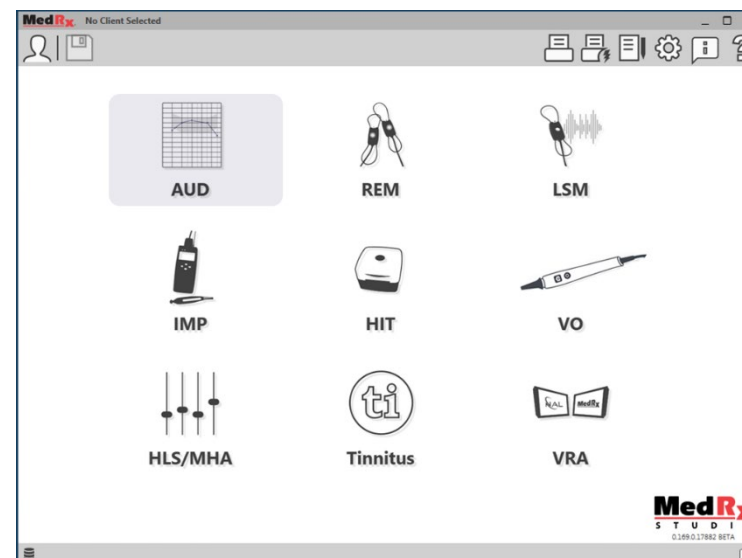 MedRx No Client Selected
AUD REM LSM
IMP HIT VO
ti
NAL MedRx
HLS/MHA Tinnitus VRA
MedRx
STUDI
0.169.0.17882 BETA